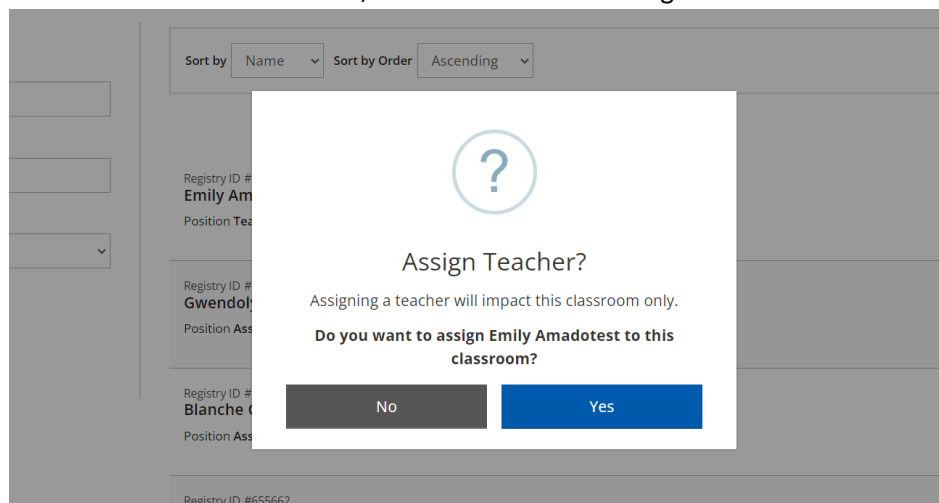 Sort by Name Sort by Order Ascending
Registry ID #
Emily Am
Position Tea
Registry ID #
Gwendoly
Position Ass
Registry ID #
Blanche
Position Ass
Registry ID #655662
?
Assign Teacher?
Assigning a teacher will impact this classroom only.
Do you want to assign Emily Amadotest to this
classroom?
No Yes